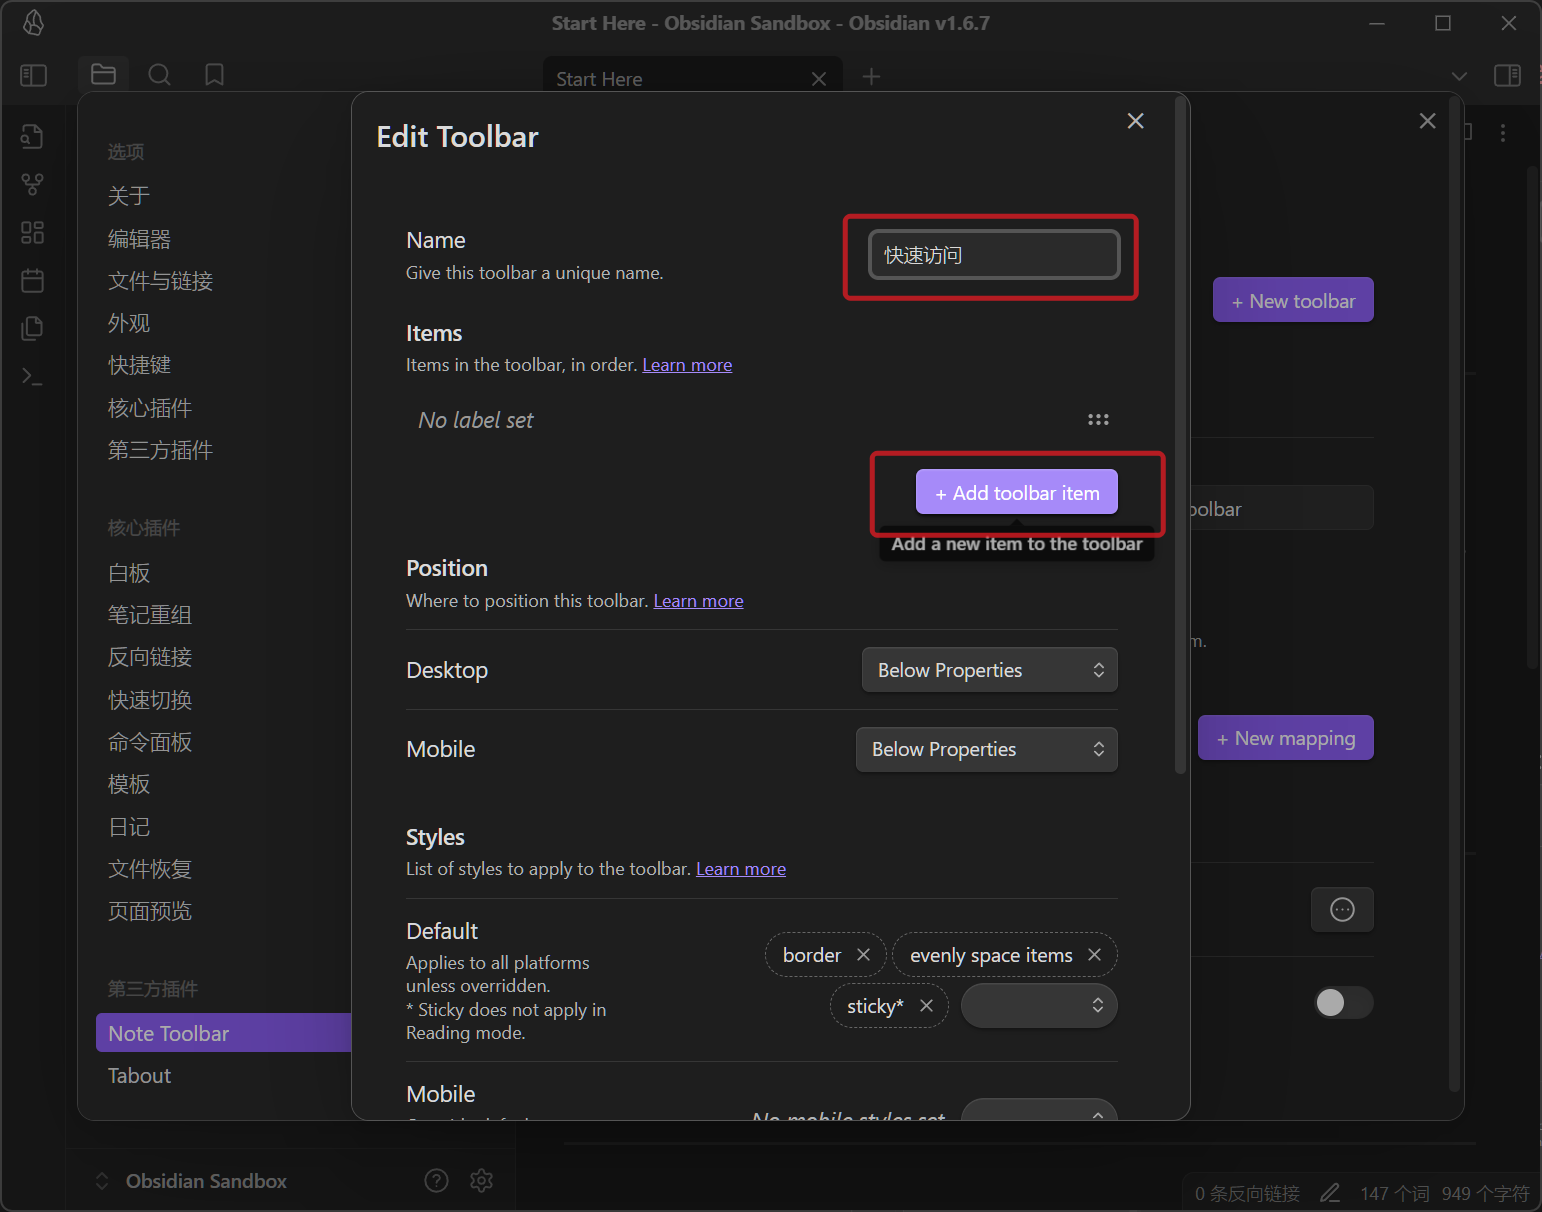 Start Here - Obsidian Sandbox - Obsidian v1.6.7
Start Here
选项
关于
编辑器
文件与链接
外观
快捷键
核心插件
第三方插件
核心插件
白板
笔记重组
反向链接
快速切换
命令面板
模板
日记
文件恢复
页面预览
第三方插件
Note Toolbar
Tabout
Edit Toolbar
Name
Give this toolbar a unique name.
快速访问
Items
Items in the toolbar, in order. Learn more
No label set
+ Add toolbar item
Add a new item to the toolbar
Position
Where to position this toolbar. Learn more
Desktop
Below Properties
Mobile
Below Properties
Styles
List of styles to apply to the toolbar. Learn more
Default
Applies to all platforms
unless overridden.
* Sticky does not apply in
Reading mode.
border
evenly space items
sticky*
Mobile
No mobile styles set
+ New toolbar
oolbar
m.
+ New mapping
Obsidian Sandbox
0 条反向链接
147 个词
949 个字符